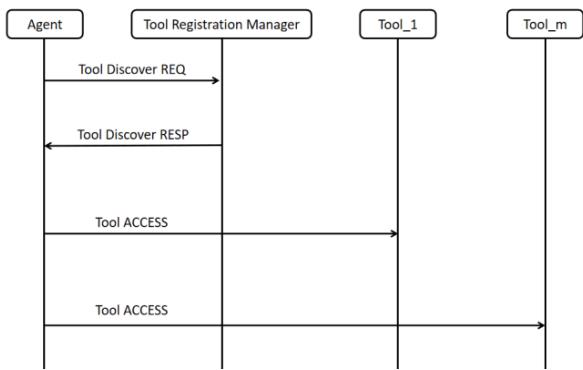 Agent
Tool Registration Manager
Tool_1
Tool_m
Tool Discover REQ
Tool Discover RESP
Tool ACCESS
Tool ACCESS